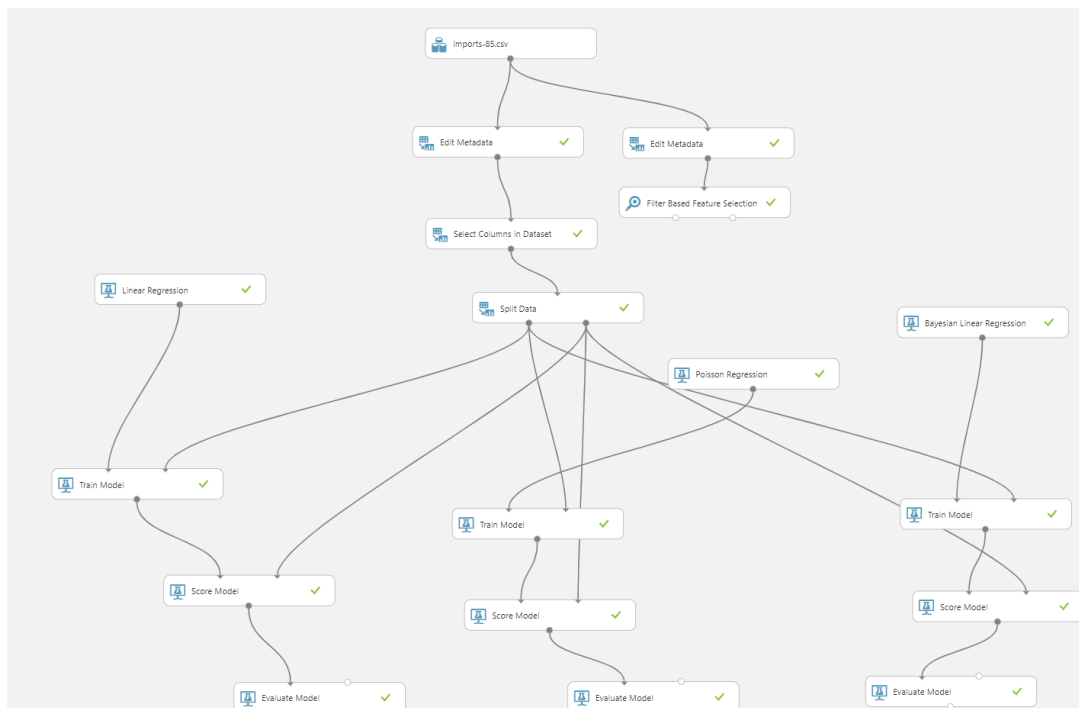 Imports-85.csv
Edit Metadata
Edit Metadata
Filter Based Feature Selection
Select Columns in Dataset
Linear Regression
Split Data
Bayesian Linear Regression
Poisson Regression
Train Model
Train Model
Train Model
Score Model
Score Model
Score Model
Evaluate Model
Evaluate Model
Evaluate Model